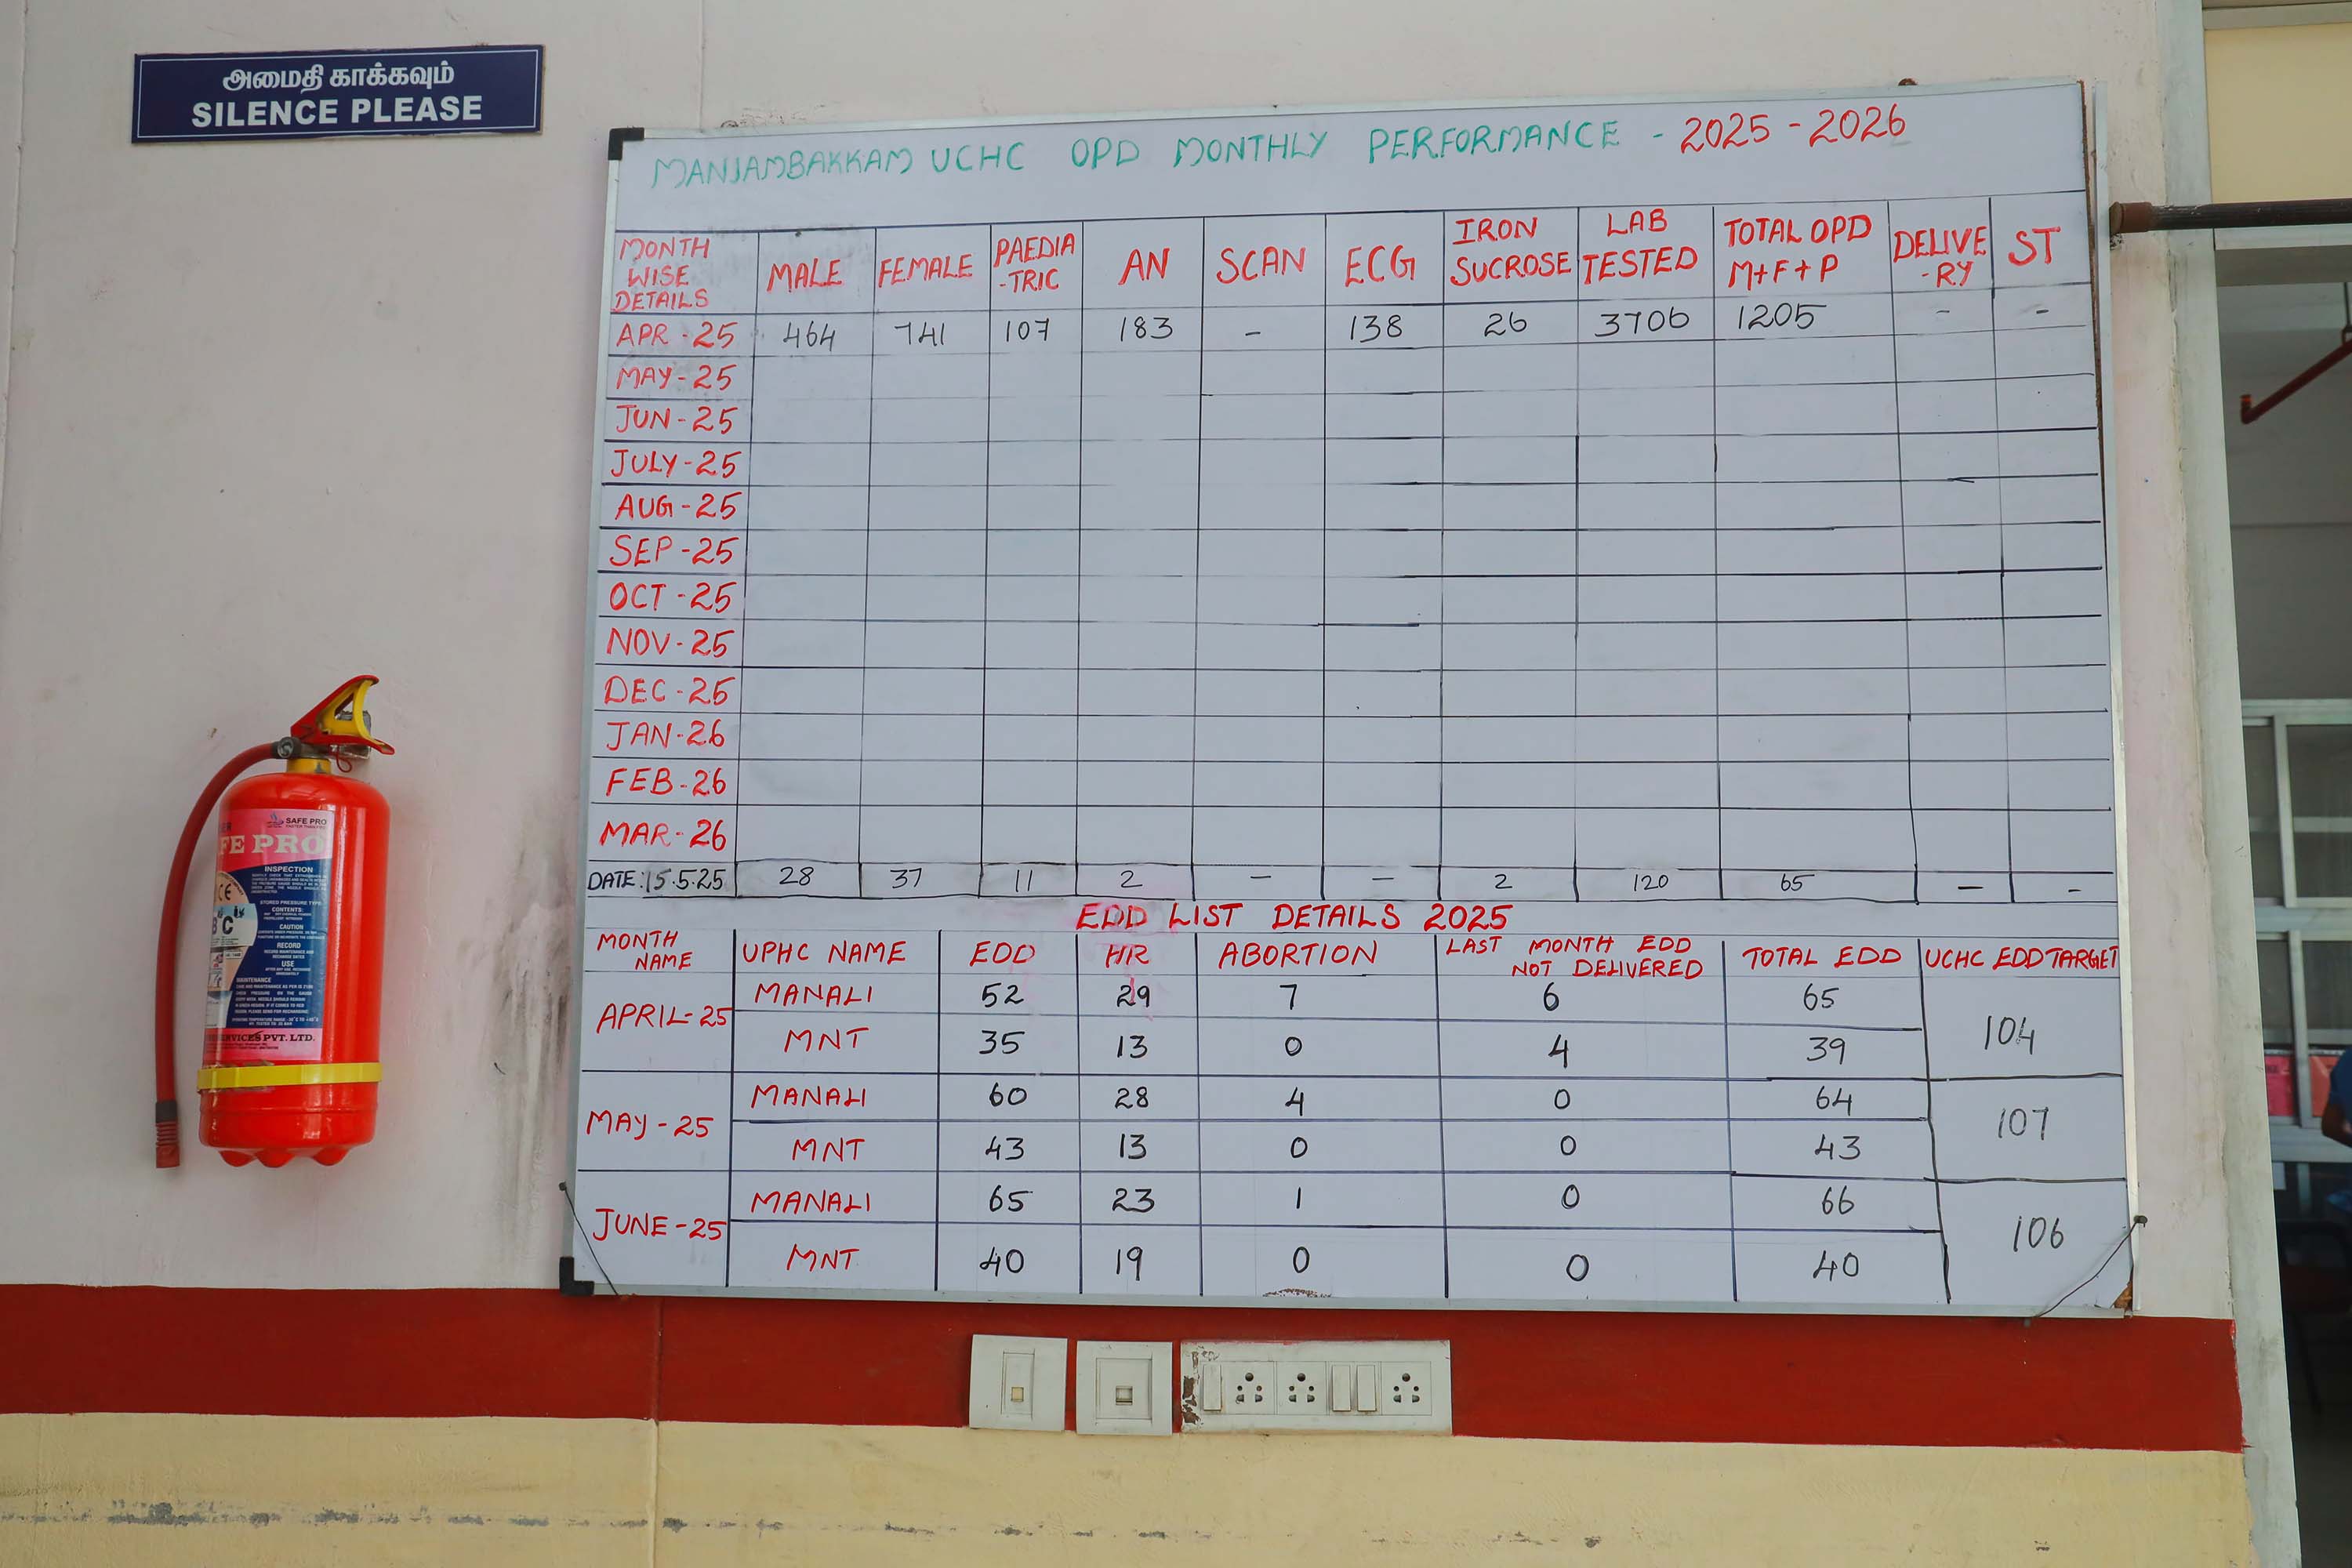 அமைதி காக்கவும்
SILENCE PLEASE
MANJAMBAKKAM UCHC OPD MONTHLY PERFORMANCE - 2025 - 2026
MONTH WISE DETAILS MALE FEMALE PAEDIA-TRIC AN SCAN ECG IRON SUCROSE LAB TESTED TOTAL OPD M+F+P DELIVE-RY ST
APR - 25 464 741 107 183 - 138 26 3706 1205 - -
MAY - 25
JUN - 25
JULY - 25
AUG - 25
SEP - 25
OCT - 25
NOV - 25
DEC - 25
JAN - 26
FEB - 26
MAR - 26
DATE: 15.5.25 28 37 11 2 - - 2 120 65 - -
EDD LIST DETAILS 2025
MONTH NAME UPHC NAME EDD HR ABORTION LAST MONTH EDD NOT DELIVERED TOTAL EDD UCHC EDD TARGET
APRIL - 25 MANALI 52 29 7 6 65 104
MNT 35 13 0 4 39
MAY - 25 MANALI 60 28 4 0 64 107
MNT 43 13 0 0 43
JUNE - 25 MANALI 65 23 1 0 66 106
MNT 40 19 0 0 40
SAFE PRO
FE PRO
INSPECTION
STORED PRESSURE TYPE
CONTENTS:
CAUTION
RECORD
USE
MAINTENANCE
SERVICES PVT. LTD.